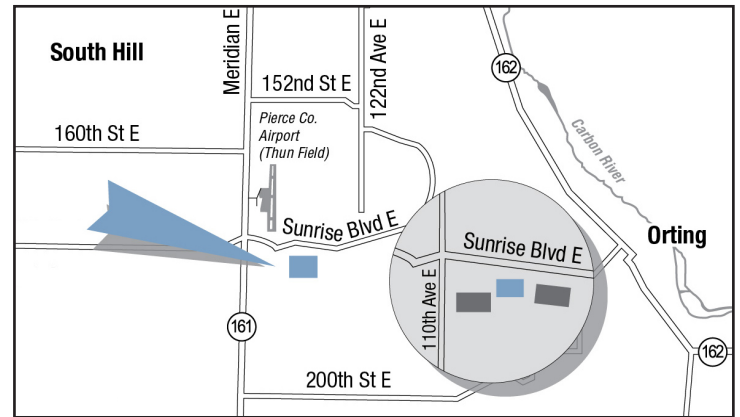 South Hill
Meridian E
152nd St E
122nd Ave E
162
160th St E
Pierce Co.
Airport
(Thun Field)
Carbon River
Sunrise Blvd E
Orting
Sunrise Blvd E
110th Ave E
161
162
200th St E